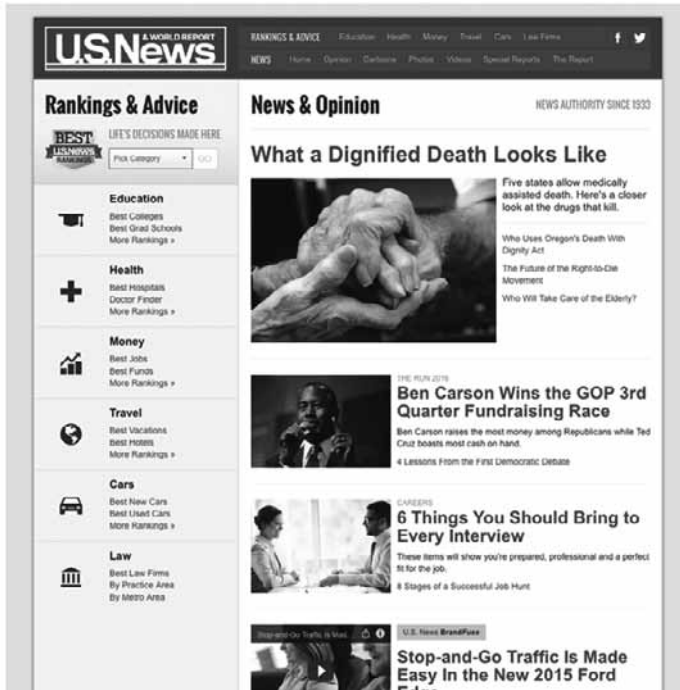 U.S.News
& WORLD REPORT
RANKINGS & ADVICE Education Health Money Travel Cars Law Firms
NEWS Home Opinion Cartoons Photos Videos Special Reports The Report
Rankings & Advice
BEST
U.S.News
RANKINGS
LIFE'S DECISIONS MADE HERE
Pick Category GO
Education
Best Colleges
Best Grad Schools
More Rankings »
Health
Best Hospitals
Doctor Finder
More Rankings »
Money
Best Jobs
Best Funds
More Rankings »
Travel
Best Vacations
Best Hotels
More Rankings »
Cars
Best New Cars
Best Used Cars
More Rankings »
Law
Best Law Firms
By Practice Area
By Metro Area
News & Opinion
NEWS AUTHORITY SINCE 1933
What a Dignified Death Looks Like
Five states allow medically
assisted death. Here's a closer
look at the drugs that kill.
Who Uses Oregon's Death With
Dignity Act
The Future of the Right-to-Die
Movement
Who Will Take Care of the Elderly?
THE RUN 2016
Ben Carson Wins the GOP 3rd
Quarter Fundraising Race
Ben Carson raises the most money among Republicans while Ted
Cruz boasts most cash on hand.
4 Lessons From the First Democratic Debate
CAREERS
6 Things You Should Bring to
Every Interview
These items will show you're prepared, professional and a perfect
fit for the job.
8 Stages of a Successful Job Hunt
Stop-and-Go Traffic Is Mad...
U.S. News BrandFuse
Stop-and-Go Traffic Is Made
Easy In the New 2015 Ford
Edge